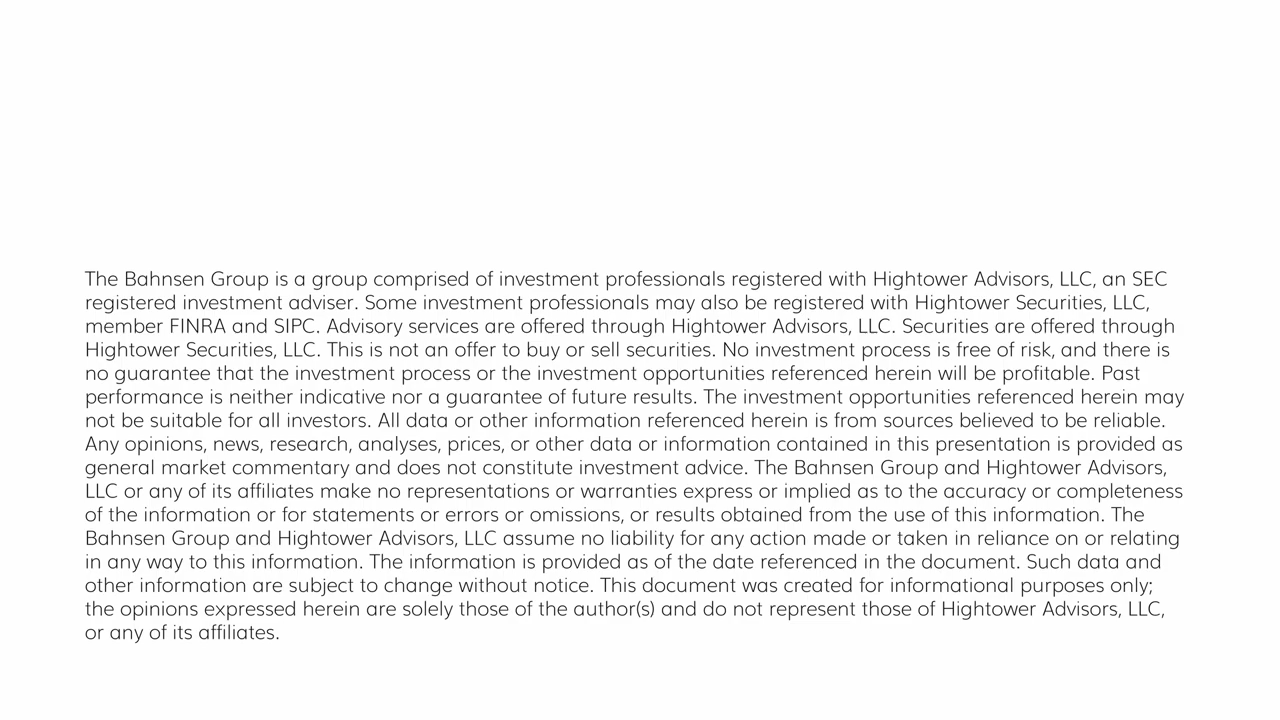 The Bahnsen Group is a group comprised of investment professionals registered with Hightower Advisors, LLC, an SEC
registered investment adviser. Some investment professionals may also be registered with Hightower Securities, LLC,
member FINRA and SIPC. Advisory services are offered through Hightower Advisors, LLC. Securities are offered through
Hightower Securities, LLC. This is not an offer to buy or sell securities. No investment process is free of risk, and there is
no guarantee that the investment process or the investment opportunities referenced herein will be profitable. Past
performance is neither indicative nor a guarantee of future results. The investment opportunities referenced herein may
not be suitable for all investors. All data or other information referenced herein is from sources believed to be reliable.
Any opinions, news, research, analyses, prices, or other data or information contained in this presentation is provided as
general market commentary and does not constitute investment advice. The Bahnsen Group and Hightower Advisors,
LLC or any of its affiliates make no representations or warranties express or implied as to the accuracy or completeness
of the information or for statements or errors or omissions, or results obtained from the use of this information. The
Bahnsen Group and Hightower Advisors, LLC assume no liability for any action made or taken in reliance on or relating
in any way to this information. The information is provided as of the date referenced in the document. Such data and
other information are subject to change without notice. This document was created for informational purposes only;
the opinions expressed herein are solely those of the author(s) and do not represent those of Hightower Advisors, LLC,
or any of its affiliates.